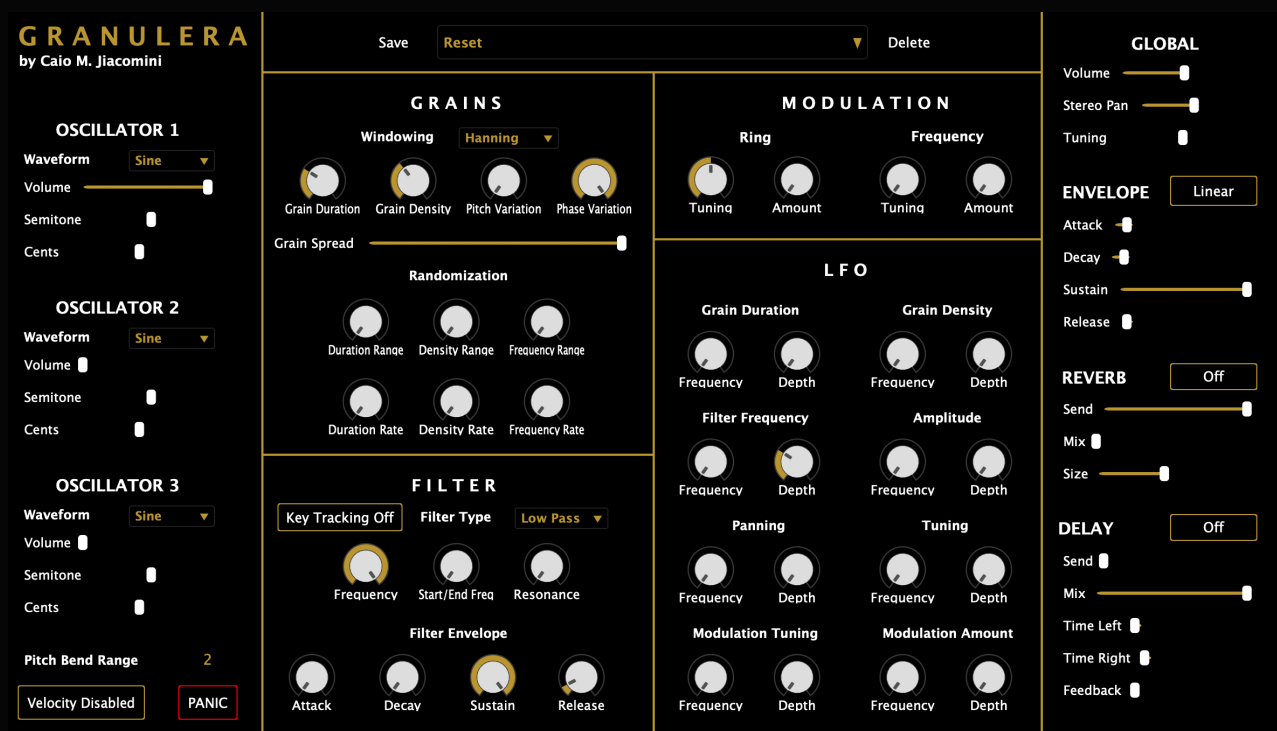 GRANULERA
by Caio M. Jiacomini
OSCILLATOR 1
Waveform Sine
Volume
Semitone
Cents
OSCILLATOR 2
Waveform Sine
Volume
Semitone
Cents
OSCILLATOR 3
Waveform Sine
Volume
Semitone
Cents
Pitch Bend Range 2
Velocity Disabled PANIC
Save Reset Delete
GRAINS
Windowing Hanning
Grain Duration Grain Density Pitch Variation Phase Variation
Grain Spread
Randomization
Duration Range Density Range Frequency Range
Duration Rate Density Rate Frequency Rate
FILTER
Key Tracking Off Filter Type Low Pass
Frequency Start/End Freq Resonance
Filter Envelope
Attack Decay Sustain Release
MODULATION
Ring Frequency
Tuning Amount Tuning Amount
LFO
Grain Duration Grain Density
Frequency Depth Frequency Depth
Filter Frequency Amplitude
Frequency Depth Frequency Depth
Panning Tuning
Frequency Depth Frequency Depth
Modulation Tuning Modulation Amount
Frequency Depth Frequency Depth
GLOBAL
Volume
Stereo Pan
Tuning
ENVELOPE Linear
Attack
Decay
Sustain
Release
REVERB Off
Send
Mix
Size
DELAY Off
Send
Mix
Time Left
Time Right
Feedback